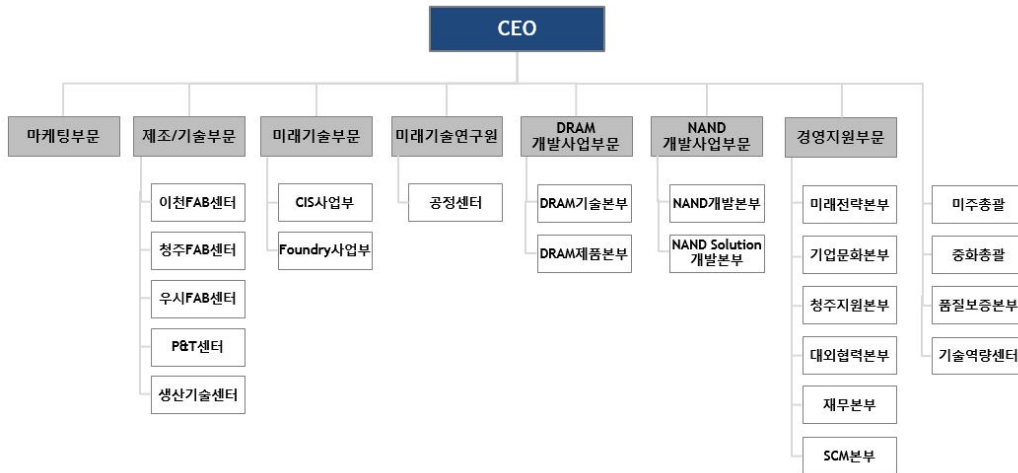 CEO
마케팅부문
제조/기술부문
미래기술부문
미래기술연구원
DRAM
개발사업부문
NAND
개발사업부문
경영지원부문
이천FAB센터
청주FAB센터
우시FAB센터
P&T센터
생산기술센터
CIS사업부
Foundry사업부
공정센터
DRAM기술본부
DRAM제품본부
NAND개발본부
NAND Solution
개발본부
미래전략본부
기업문화본부
청주지원본부
대외협력본부
재무본부
SCM본부
미주총괄
중화총괄
품질보증본부
기술역량센터